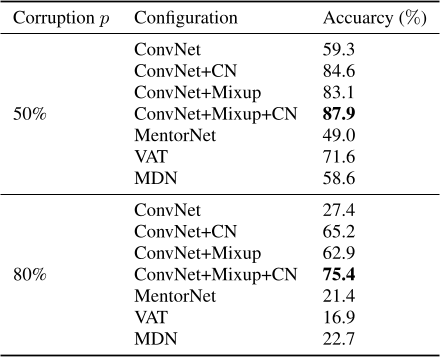 Corruption p Configuration Accuarcy (%)
ConvNet 59.3
ConvNet+CN 84.6
ConvNet+Mixup 83.1
50% ConvNet+Mixup+CN 87.9
MentorNet 49.0
VAT 71.6
MDN 58.6
ConvNet 27.4
ConvNet+CN 65.2
ConvNet+Mixup 62.9
80% ConvNet+Mixup+CN 75.4
MentorNet 21.4
VAT 16.9
MDN 22.7